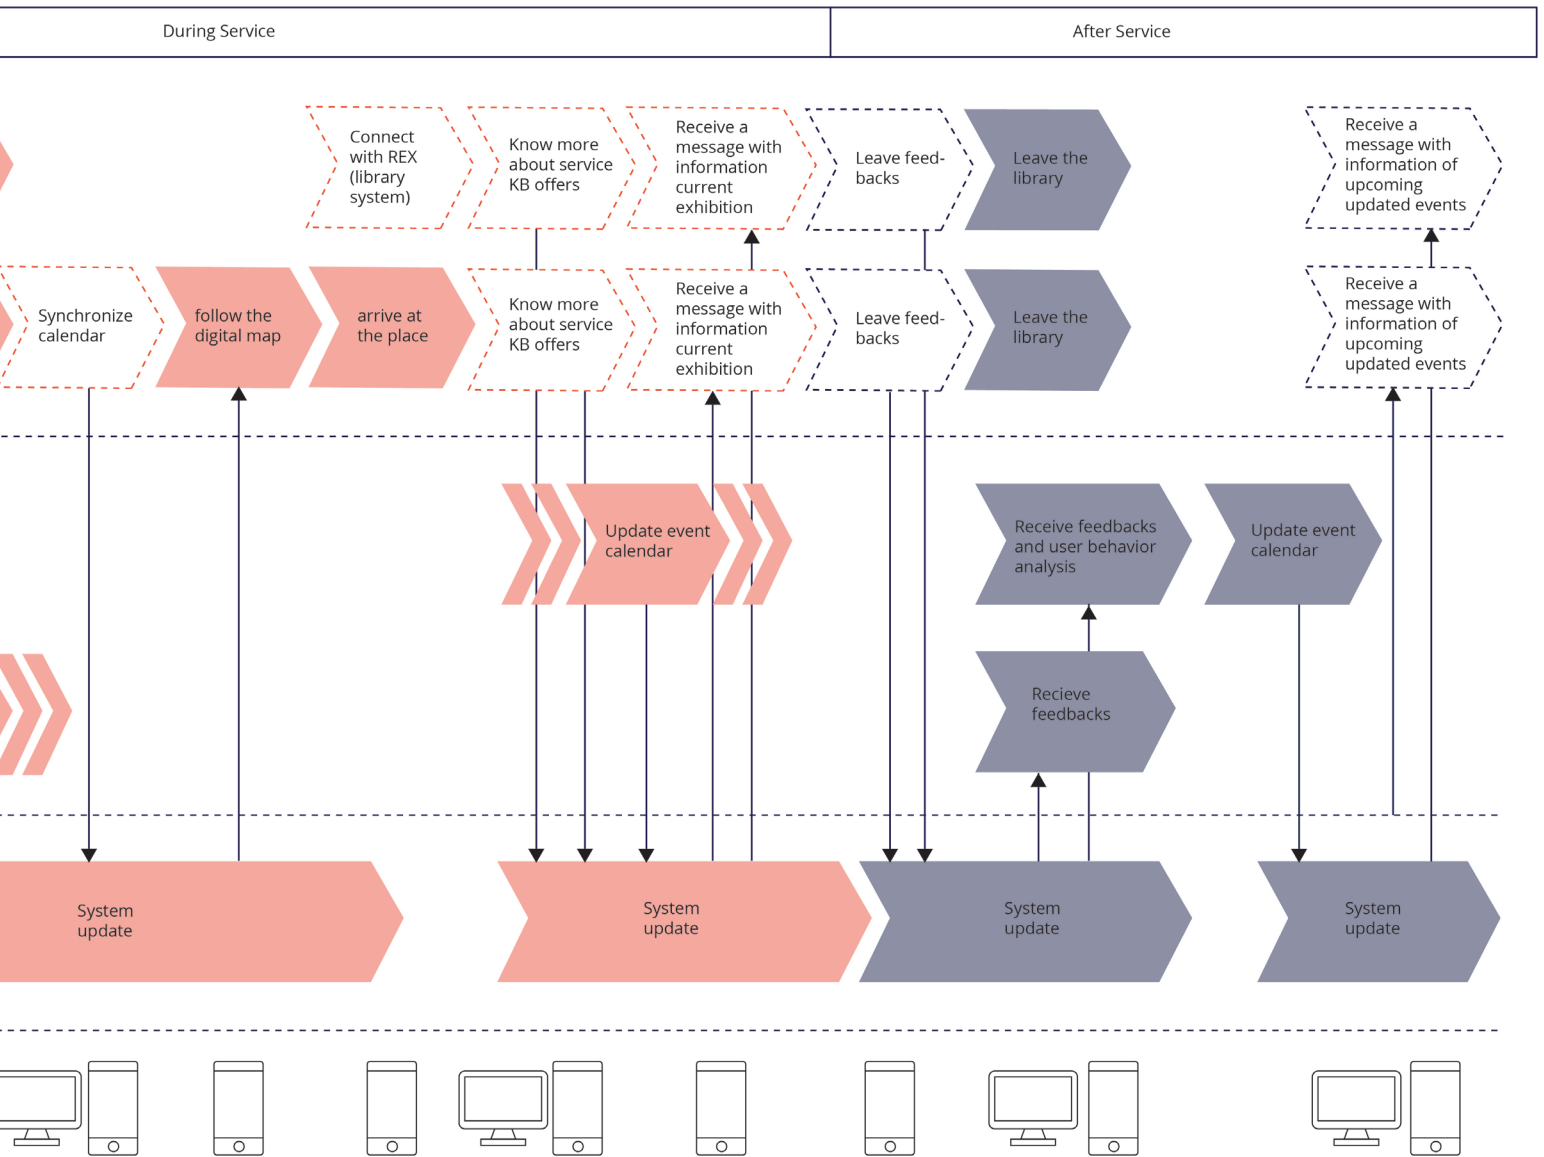 During Service
After Service
Connect
with REX
(library
system)
Know more
about service
KB offers
Receive a
message with
information
current
exhibition
Leave feed-
backs
Leave the
library
Receive a
message with
information of
upcoming
updated events
Synchronize
calendar
follow the
digital map
arrive at
the place
Know more
about service
KB offers
Receive a
message with
information
current
exhibition
Leave feed-
backs
Leave the
library
Receive a
message with
information of
upcoming
updated events
Update event
calendar
Receive feedbacks
and user behavior
analysis
Update event
calendar
Recieve
feedbacks
System
update
System
update
System
update
System
update